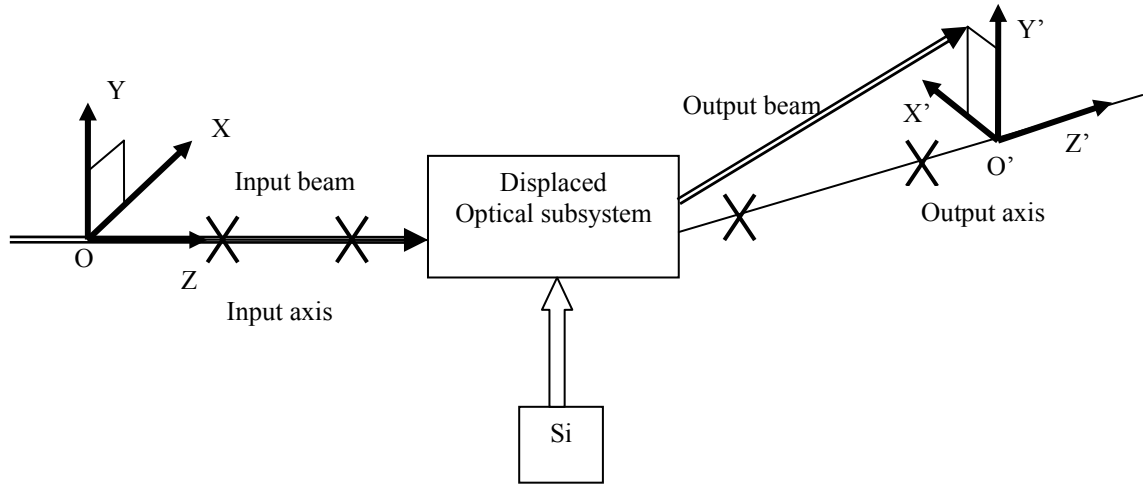 Y
X
Input beam
O
Z
Input axis
Displaced
Optical subsystem
Si
Output beam
Y’
X’
O’
Z’
Output axis